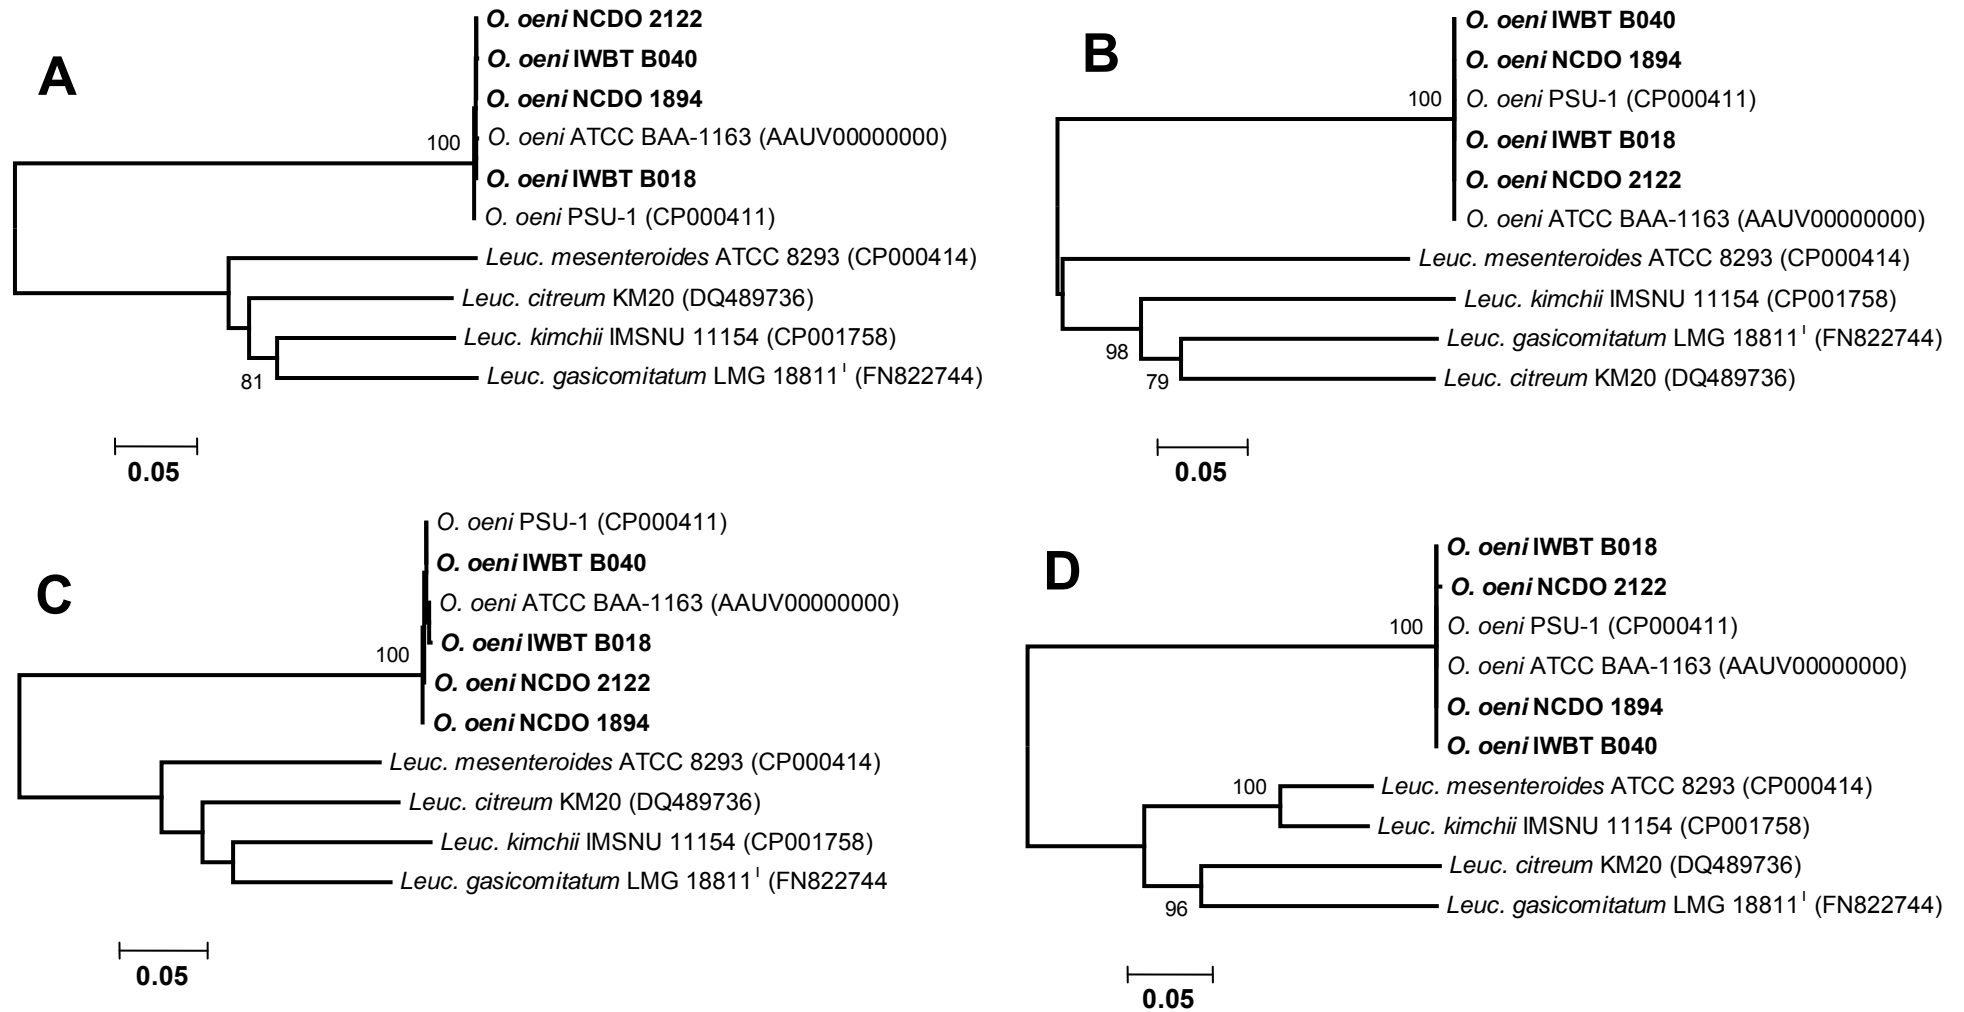 A
O. oeni NCDO 2122
O. oeni IWBT B040
O. oeni NCDO 1894
O. oeni ATCC BAA-1163 (AAUV00000000)
O. oeni IWBT B018
O. oeni PSU-1 (CP000411)
Leuc. mesenteroides ATCC 8293 (CP000414)
Leuc. citreum KM20 (DQ489736)
Leuc. kimchii IMSNU 11154 (CP001758)
Leuc. gasicomitatum LMG 18811 (FN822744)
100
81
0.05
B
O. oeni IWBT B040
O. oeni NCDO 1894
O. oeni PSU-1 (CP000411)
O. oeni IWBT B018
O. oeni NCDO 2122
O. oeni ATCC BAA-1163 (AAUV00000000)
Leuc. mesenteroides ATCC 8293 (CP000414)
Leuc. kimchii IMSNU 11154 (CP001758)
Leuc. gasicomitatum LMG 18811 (FN822744)
Leuc. citreum KM20 (DQ489736)
100
98
79
0.05
C
O. oeni PSU-1 (CP000411)
O. oeni IWBT B040
O. oeni ATCC BAA-1163 (AAUV00000000)
O. oeni IWBT B018
O. oeni NCDO 2122
O. oeni NCDO 1894
Leuc. mesenteroides ATCC 8293 (CP000414)
Leuc. citreum KM20 (DQ489736)
Leuc. kimchii IMSNU 11154 (CP001758)
Leuc. gasicomitatum LMG 18811 (FN822744
100
0.05
D
O. oeni IWBT B018
O. oeni NCDO 2122
O. oeni PSU-1 (CP000411)
O. oeni ATCC BAA-1163 (AAUV00000000)
O. oeni NCDO 1894
O. oeni IWBT B040
Leuc. mesenteroides ATCC 8293 (CP000414)
Leuc. kimchii IMSNU 11154 (CP001758)
Leuc. citreum KM20 (DQ489736)
Leuc. gasicomitatum LMG 18811 (FN822744)
100
100
96
0.05